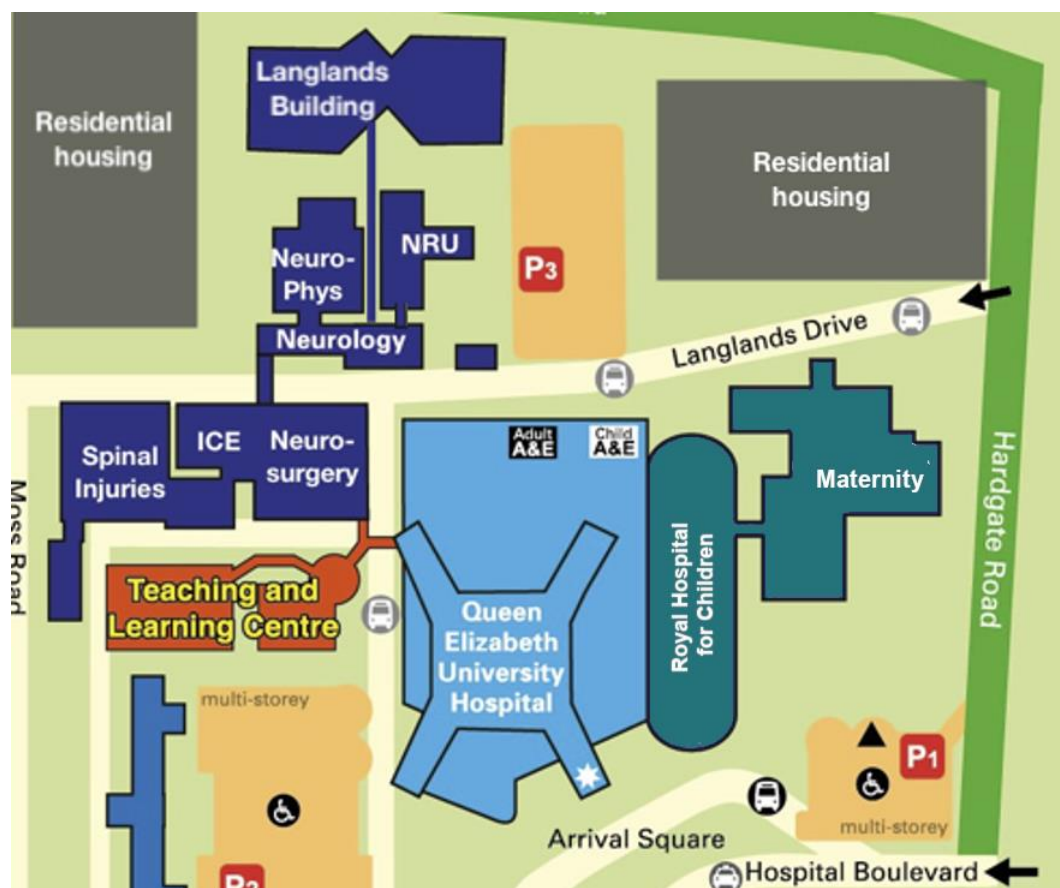 Langlands
Building
Residential
housing
Residential
housing
NRU
Neuro-
Phys
P3
Neurology
Langlands Drive
Adult
A&E
Child
A&E
Spinal
Injuries
ICE
Neuro-
surgery
Maternity
Hardgate Road
Moss Road
Royal Hospital
for Children
Teaching and
Learning Centre
Queen
Elizabeth
University
Hospital
multi-storey
P1
multi-storey
Arrival Square
Hospital Boulevard